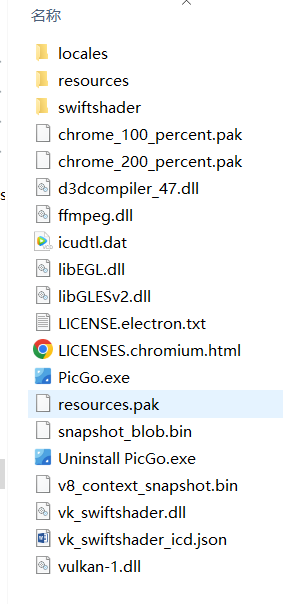 名称
locales
resources
swiftshader
chrome_100_percent.pak
chrome_200_percent.pak
d3dcompiler_47.dll
ffmpeg.dll
icudtl.dat
libEGL.dll
libGLESv2.dll
LICENSE.electron.txt
LICENSES.chromium.html
PicGo.exe
resources.pak
snapshot_blob.bin
Uninstall PicGo.exe
v8_context_snapshot.bin
vk_swiftshader.dll
vk_swiftshader_icd.json
vulkan-1.dll